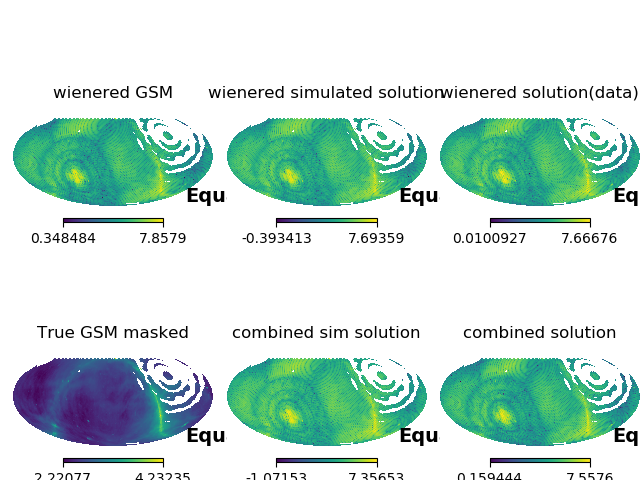 wienered GSM
wienered simulated solution
wienered solution(data)
Equ
Equ
Eq
0.348484
7.8579
-0.393413
7.69359
0.0100927
7.66676
True GSM masked
combined sim solution
combined solution
Equ
Equ
Eq
2.22077
4.23235
-1.07153
7.35653
0.159444
7.5576